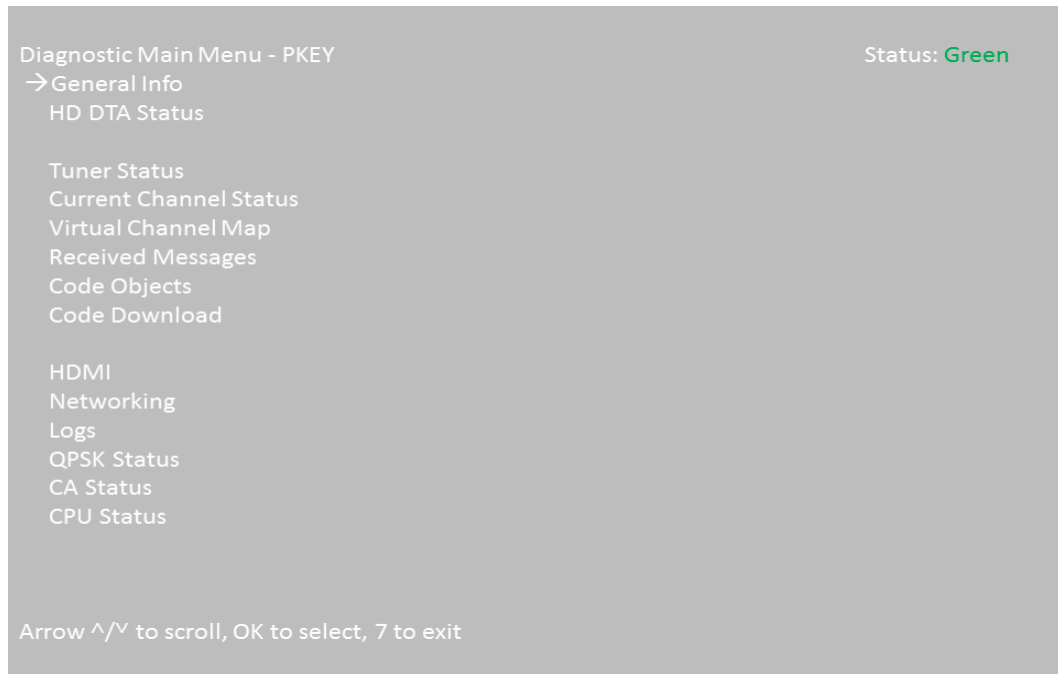 Diagnostic Main Menu - PKEY Status: Green
→General Info
HD DTA Status
Tuner Status
Current Channel Status
Virtual Channel Map
Received Messages
Code Objects
Code Download
HDMI
Networking
Logs
QPSK Status
CA Status
CPU Status
Arrow ^/˅ to scroll, OK to select, 7 to exit